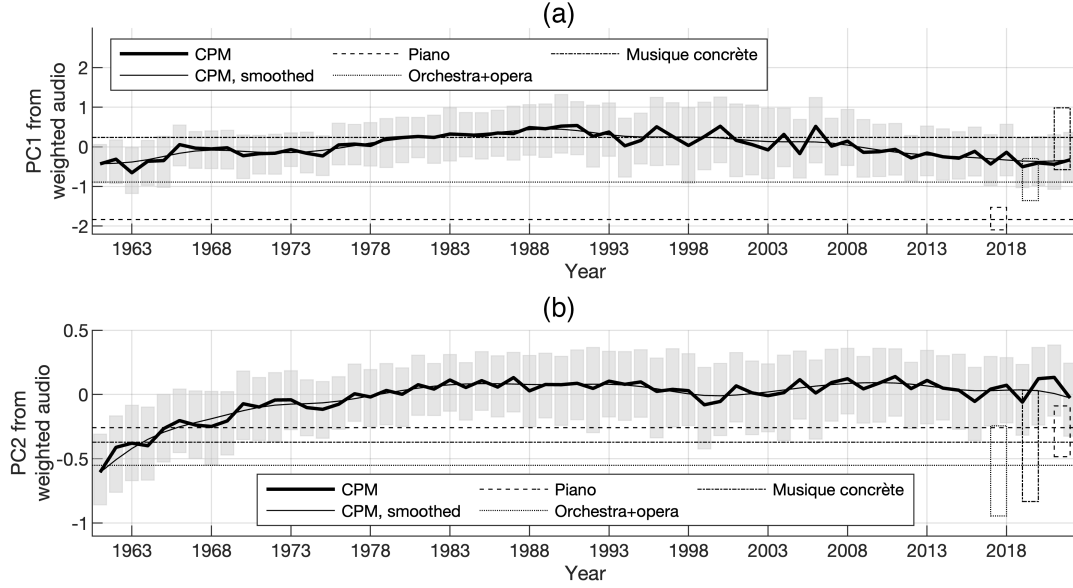 (a)
PC1 from
weighted audio
2
1
0
-1
-2
CPM
Piano
Musique concrète
CPM, smoothed
Orchestra+opera
1963 1968 1973 1978 1983 1988 1993 1998 2003 2008 2013 2018
Year
(b)
PC2 from
weighted audio
0.5
0
-0.5
-1
CPM
Piano
Musique concrète
CPM, smoothed
Orchestra+opera
1963 1968 1973 1978 1983 1988 1993 1998 2003 2008 2013 2018
Year